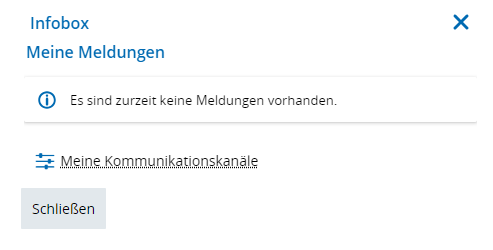 Infobox
Meine Meldungen
Es sind zurzeit keine Meldungen vorhanden.
Meine Kommunikationskanäle
Schließen